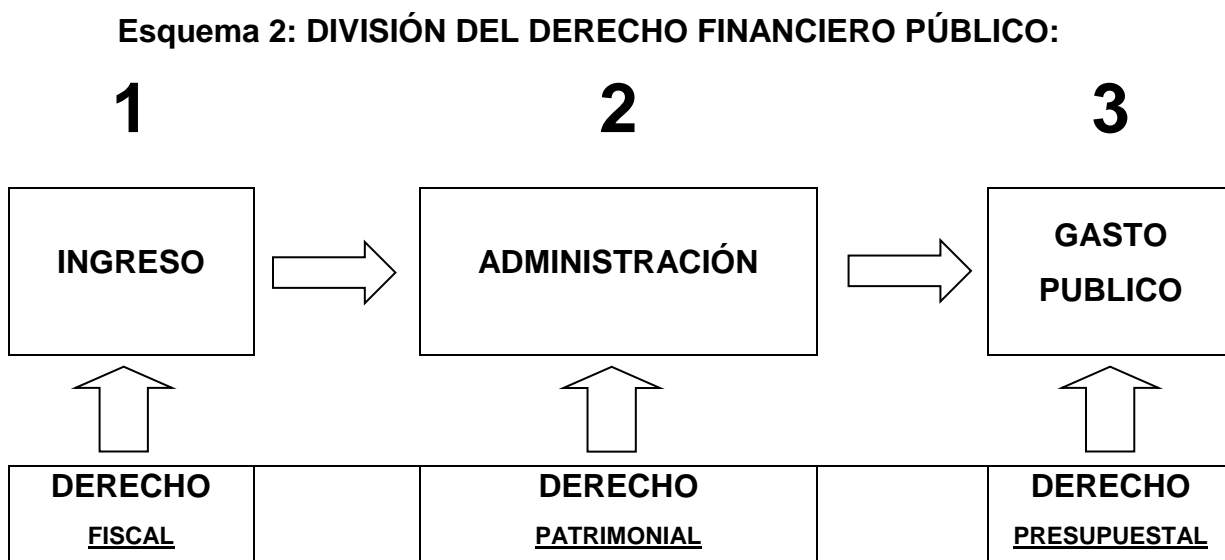 Esquema 2: DIVISIÓN DEL DERECHO FINANCIERO PÚBLICO:
1
2
3
INGRESO
ADMINISTRACIÓN
GASTO
PUBLICO
DERECHO
FISCAL
DERECHO
PATRIMONIAL
DERECHO
PRESUPUESTAL